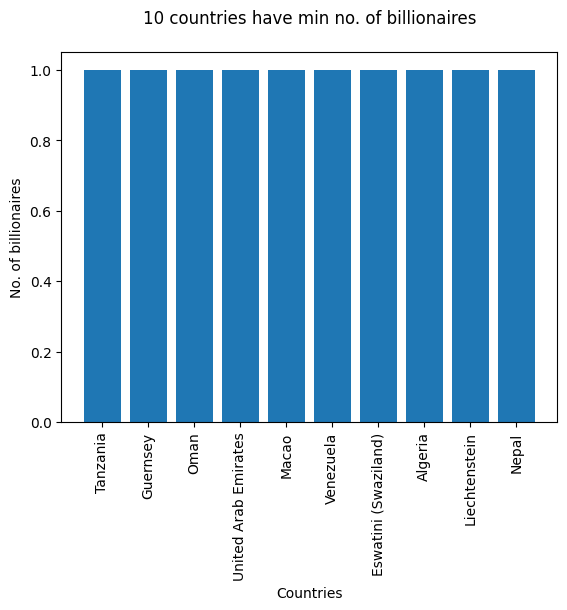 10 countries have min no. of billionaires
No. of billionaires
1.0
0.8
0.6
0.4
0.2
0.0
Tanzania
Guernsey
Oman
United Arab Emirates
Macao
Venezuela
Eswatini (Swaziland)
Algeria
Liechtenstein
Nepal
Countries